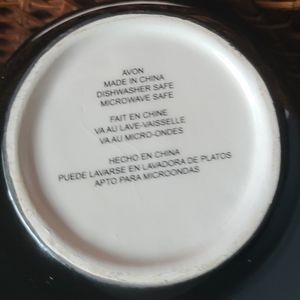 AVON
MADE IN CHINA
DISHWASHER SAFE
MICROWAVE SAFE
FAIT EN CHINE
VA AU LAVE-VAISSELLE
VA AU MICRO-ONDES
HECHO EN CHINA
PUEDE LAVARSE EN LAVADORA DE PLATOS
APTO PARA MICROONDAS